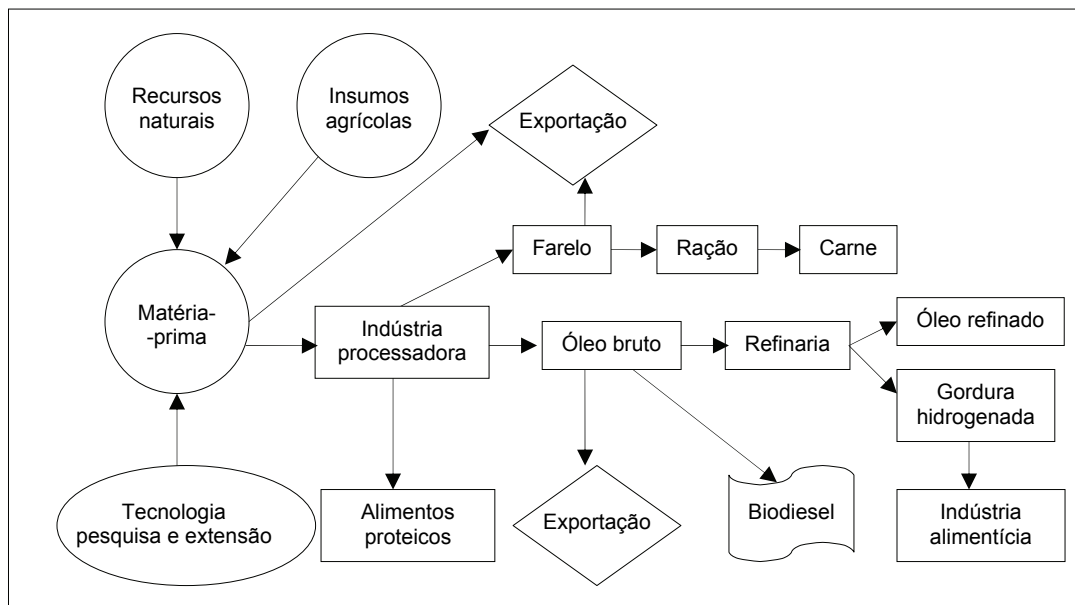 Recursos
naturais
Insumos
agrícolas
Exportação
Farelo
Ração
Carne
Matéria-
-prima
Indústria
processadora
Óleo bruto
Refinaria
Óleo refinado
Gordura
hidrogenada
Tecnologia
pesquisa e extensão
Alimentos
proteicos
Exportação
Biodiesel
Indústria
alimentícia